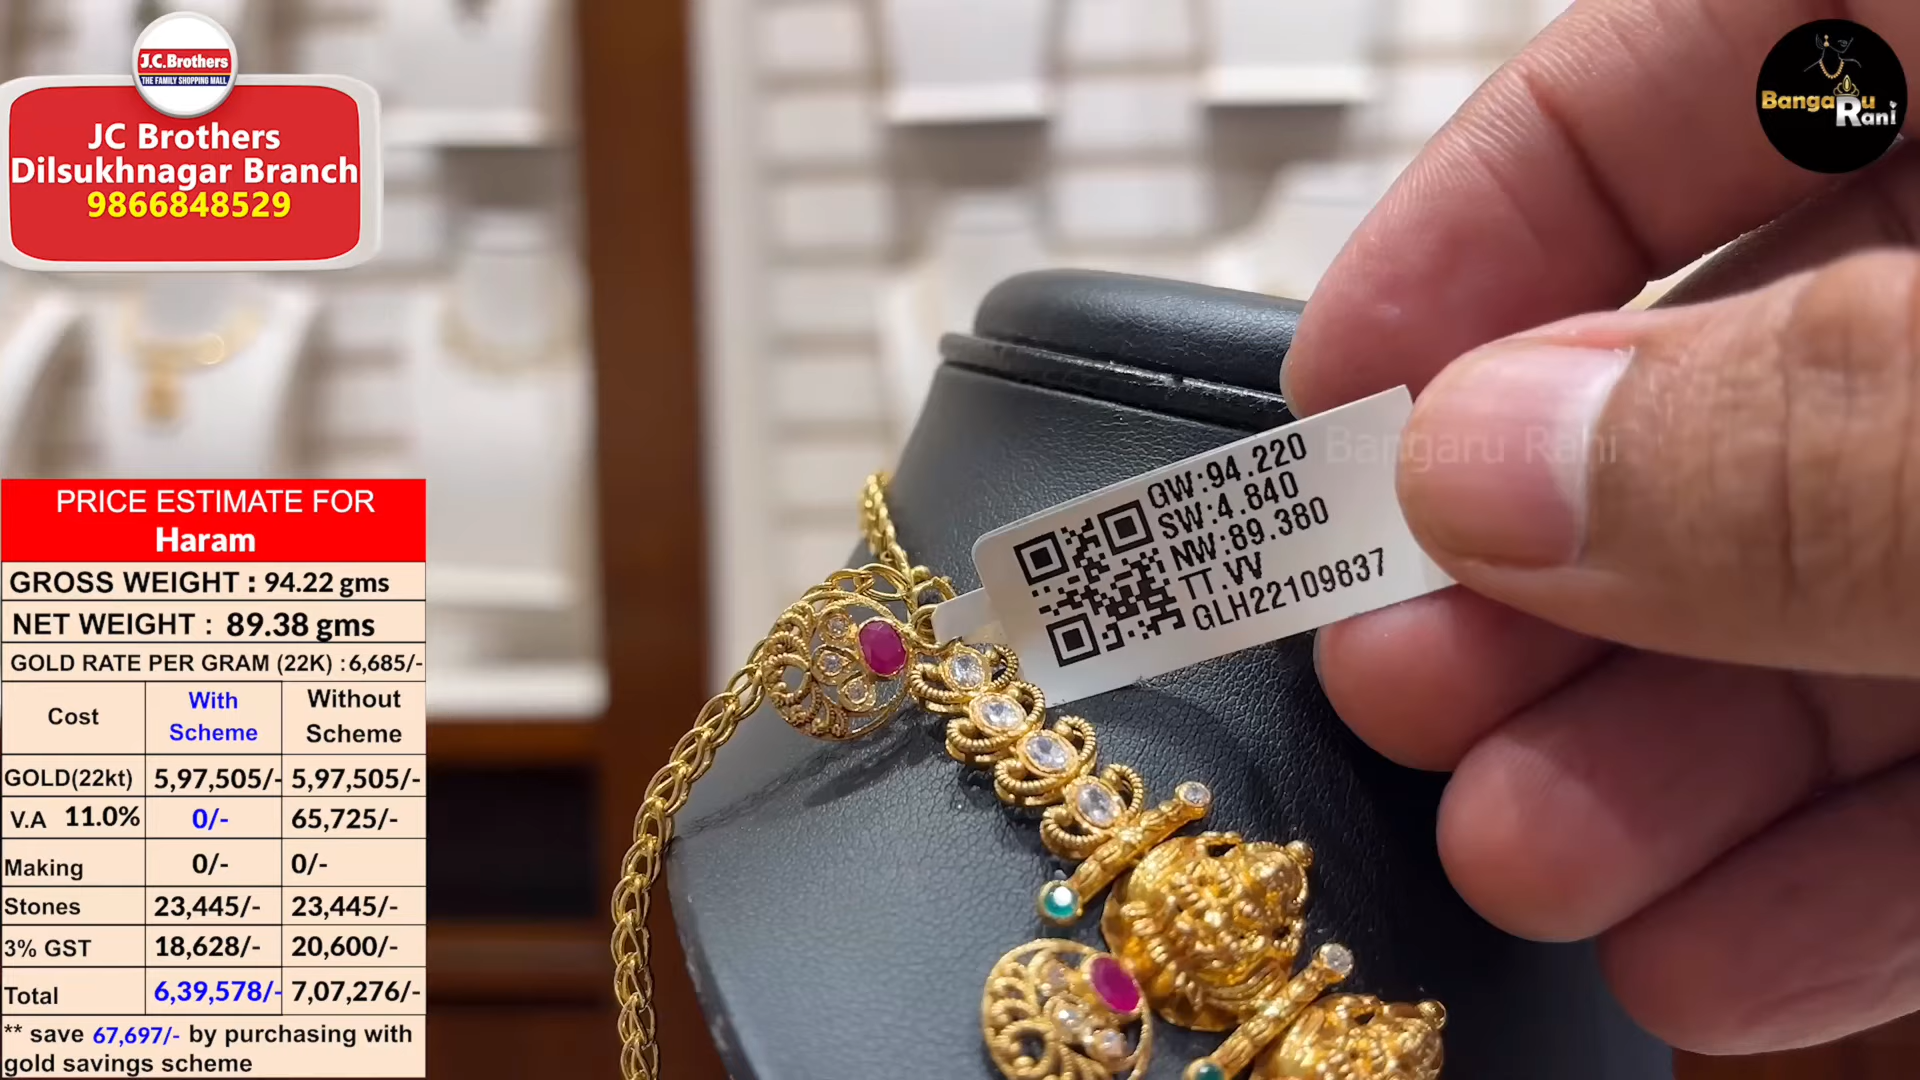 J.C.Brothers
THE FAMILY SHOPPING MALL
JC Brothers
Dilsukhnagar Branch
9866848529
Bangaru
Rani
Bangaru Rani
GW:94.220
SW:4.840
NW:89.380
TT.VV
GLH22109837
PRICE ESTIMATE FOR
Haram
GROSS WEIGHT : 94.22 gms
NET WEIGHT : 89.38 gms
GOLD RATE PER GRAM (22K) :6,685/-
Cost With Scheme Without Scheme
GOLD(22kt) 5,97,505/- 5,97,505/-
V.A 11.0% 0/- 65,725/-
Making 0/- 0/-
Stones 23,445/- 23,445/-
3% GST 18,628/- 20,600/-
Total 6,39,578/- 7,07,276/-
** save 67,697/- by purchasing with
gold savings scheme